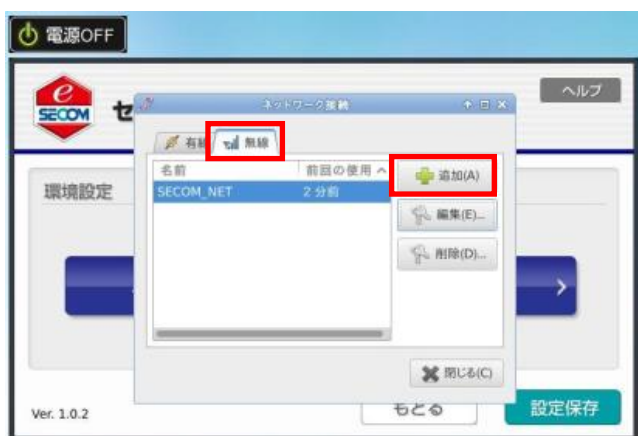 電源OFF
e
SECOM
セ
ヘルプ
ネットワーク接続
有線
無線
名前
前回の使用
SECOM_NET
2 分前
追加(A)
編集(E)...
削除(D)...
環境設定
閉じる(C)
Ver. 1.0.2
もどる
設定保存